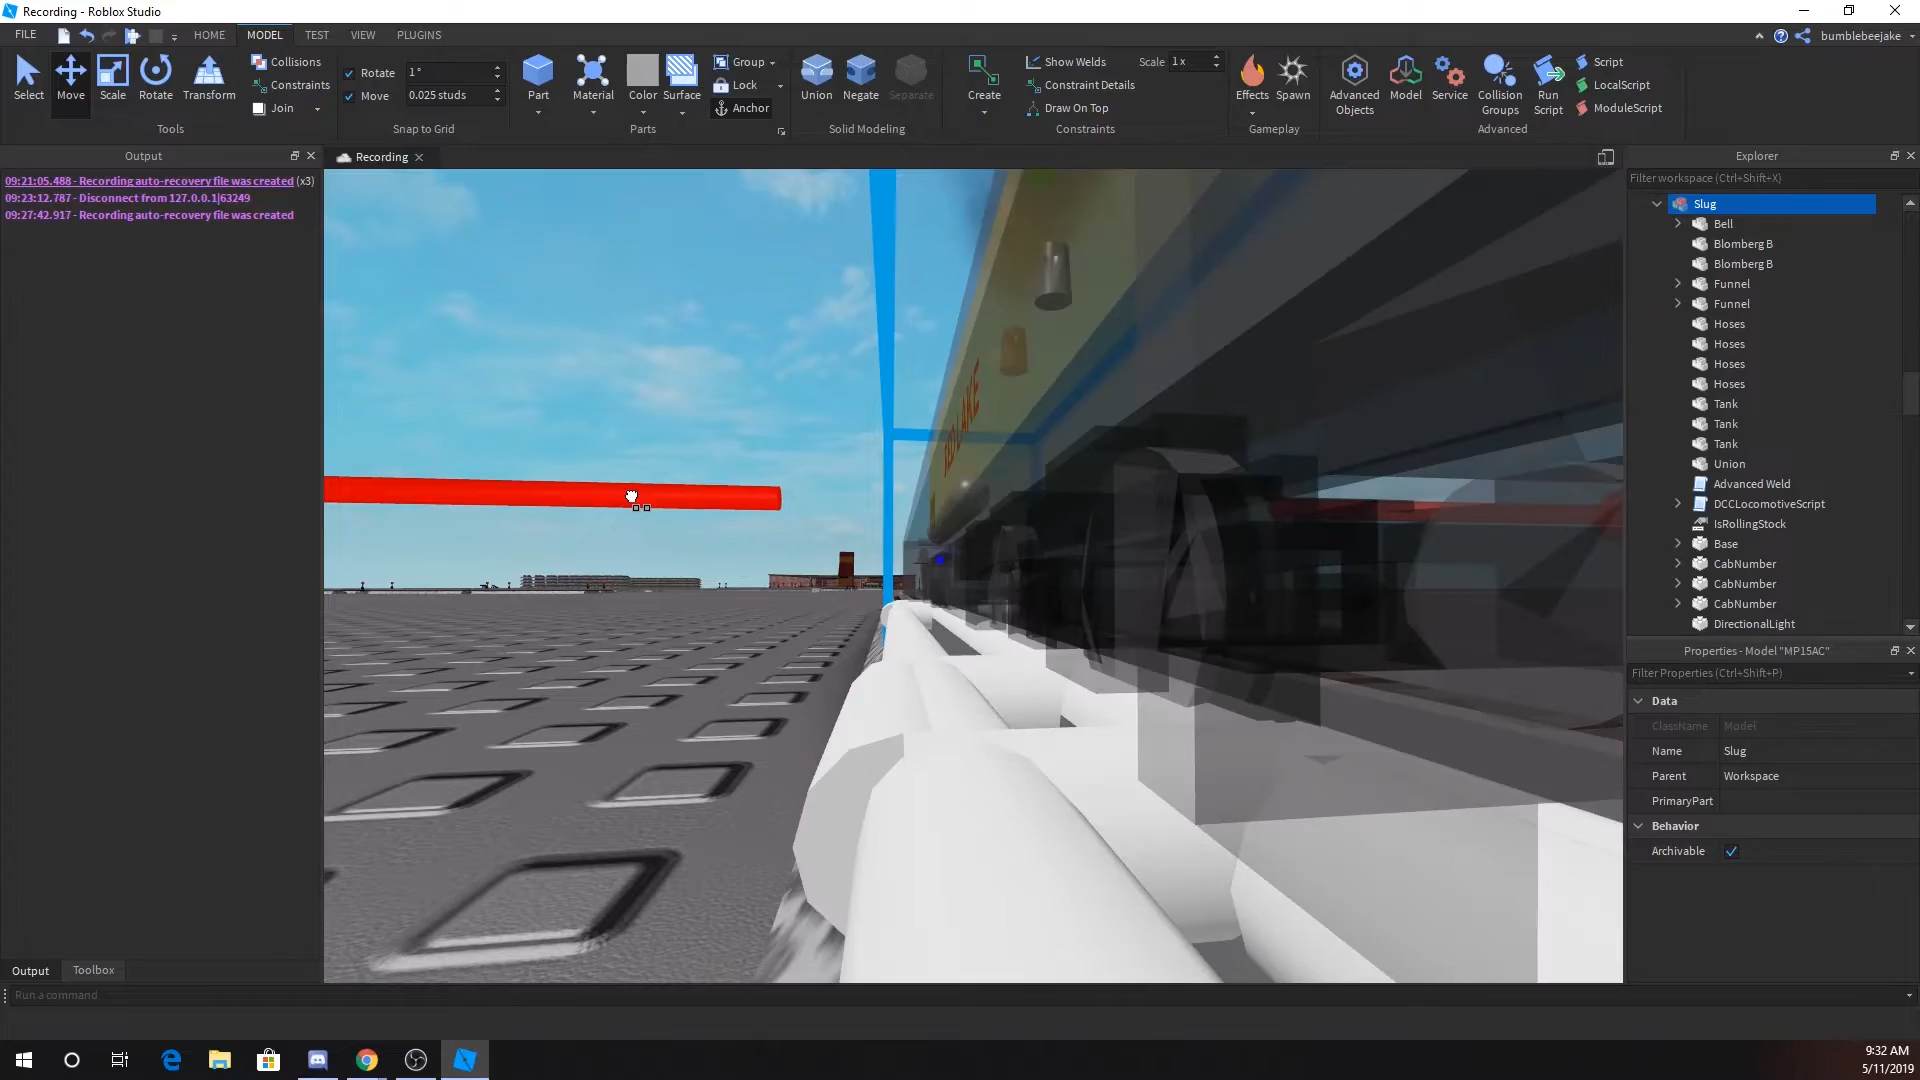 Recording - Roblox Studio
FILE
HOME
MODEL
TEST
VIEW
PLUGINS
bumblebeejake
Select
Move
Scale
Rotate
Transform
Collisions
Constraints
Join
Tools
Rotate
1 °
Move
0.025 studs
Snap to Grid
Part
Material
Color
Surface
Group
Lock
Anchor
Parts
Union
Negate
Separate
Solid Modeling
Create
Show Welds
Scale
1 x
Constraint Details
Draw On Top
Constraints
Effects
Spawn
Gameplay
Advanced
Objects
Model
Service
Collision
Groups
Run
Script
Script
LocalScript
ModuleScript
Advanced
Output
09:21:05.488 - Recording auto-recovery file was created (x3)
09:23:12.787 - Disconnect from 127.0.0.1|63249
09:27:42.917 - Recording auto-recovery file was created
Recording
LAKE
Explorer
Filter workspace (Ctrl+Shift+X)
Slug
Bell
Blomberg B
Blomberg B
Funnel
Funnel
Hoses
Hoses
Hoses
Hoses
Tank
Tank
Tank
Union
Advanced Weld
DCCLocomotiveScript
IsRollingStock
Base
CabNumber
CabNumber
CabNumber
DirectionalLight
Properties - Model "MP15AC"
Filter Properties (Ctrl+Shift+P)
Data
ClassName
Model
Name
Slug
Parent
Workspace
PrimaryPart
Behavior
Archivable
Output
Toolbox
Run a command
9:32 AM
5/11/2019